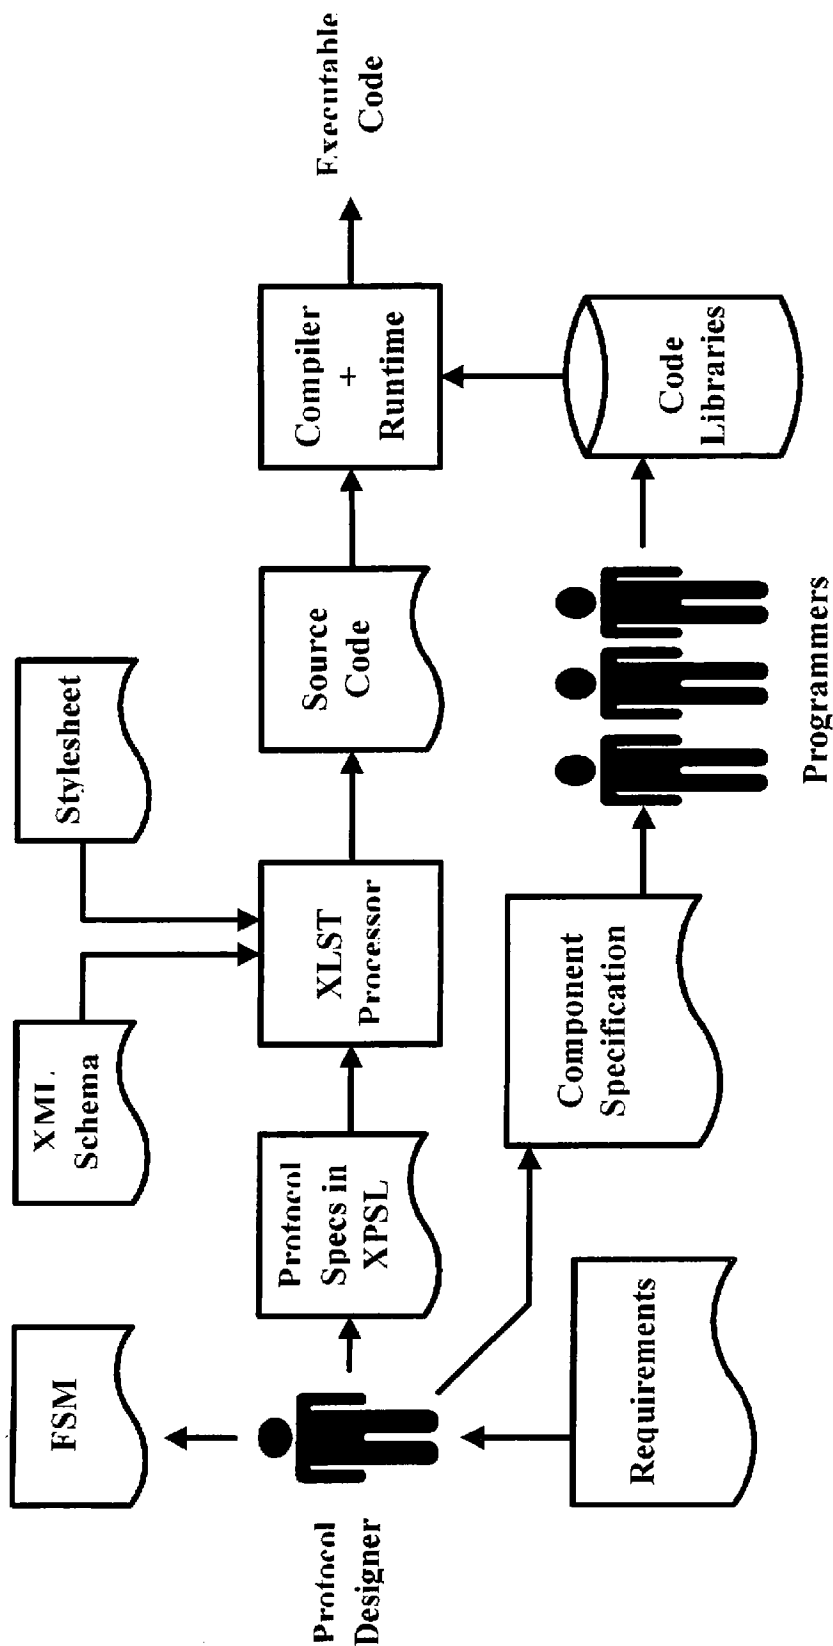 FSM
XML
Schema
Stylesheet
Protocol
Designer
Protocol
Specs in
XPSL
XLST
Processor
Source
Code
Compiler
+
Runtime
Executable
Code
Requirements
Component
Specification
Programmers
Code
Libraries